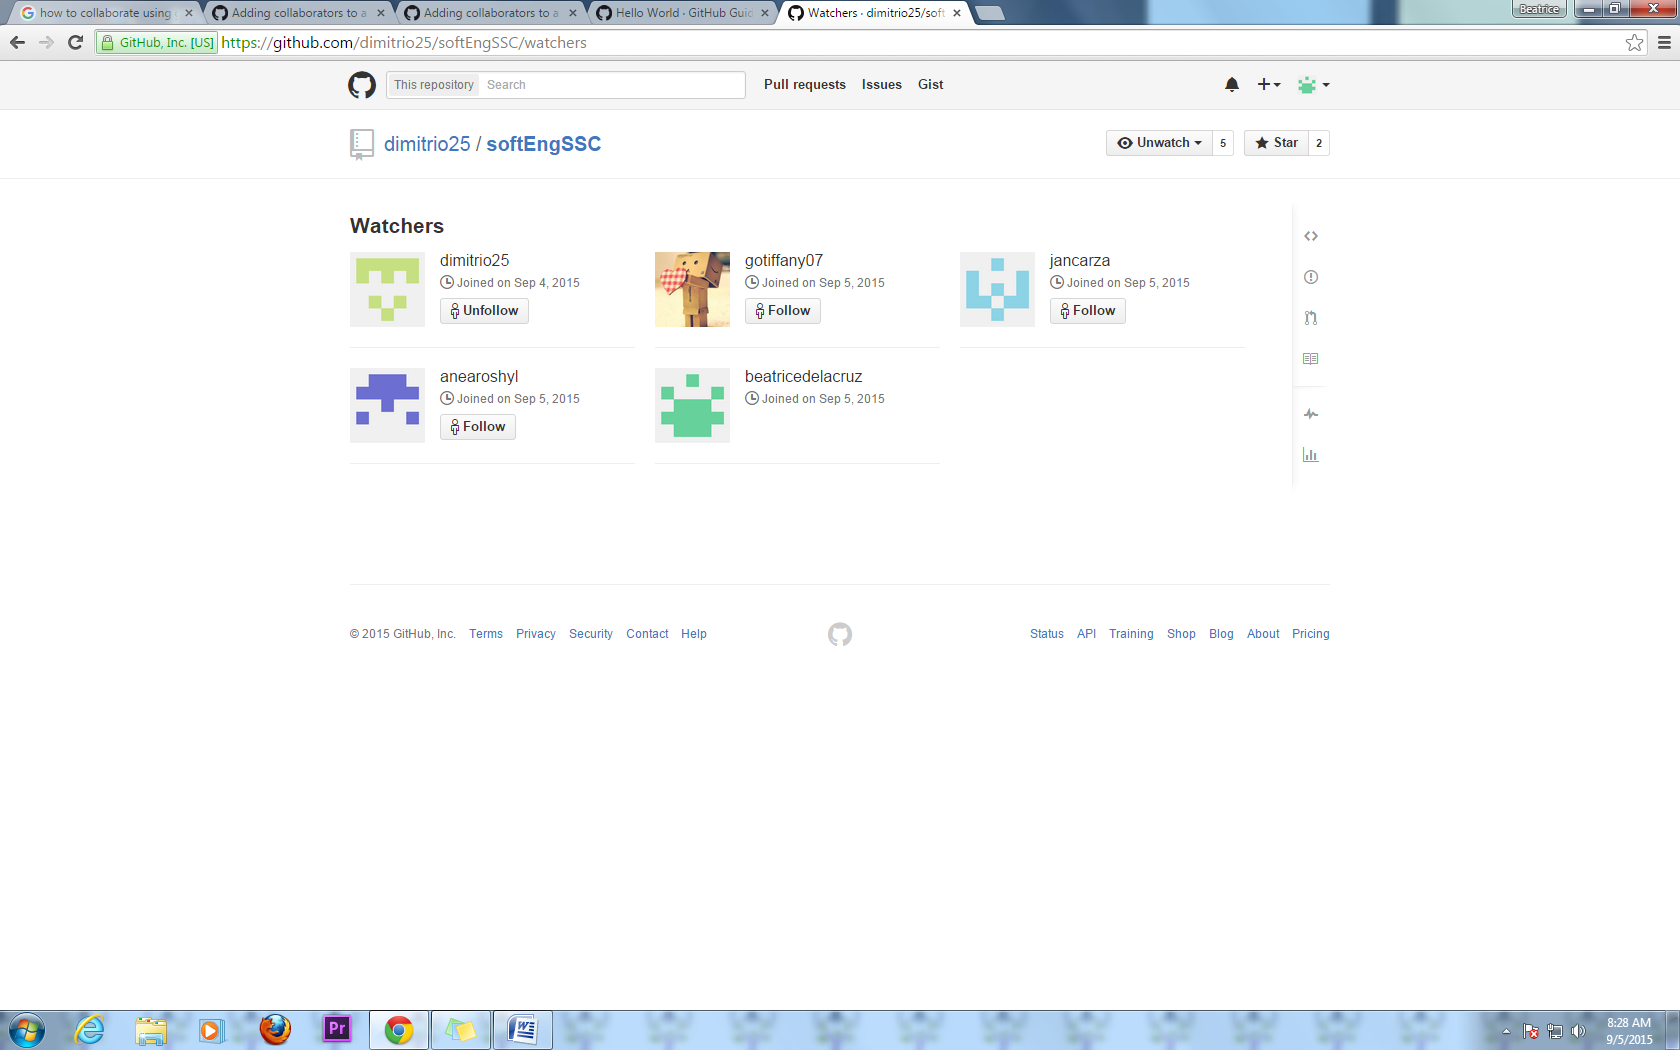 how to collaborate using
Adding collaborators to a
Adding collaborators to a
Hello World · GitHub Guid
Watchers · dimitrio25/soft
Beatrice
GitHub, Inc. [US] https://github.com/dimitrio25/softEngSSC/watchers
This repository Search Pull requests Issues Gist
dimitrio25 / softEngSSC Unwatch 5 Star 2
Watchers
dimitrio25
Joined on Sep 4, 2015
Unfollow
gotiffany07
Joined on Sep 5, 2015
Follow
jancarza
Joined on Sep 5, 2015
Follow
anearoshyl
Joined on Sep 5, 2015
Follow
beatricedelacruz
Joined on Sep 5, 2015
© 2015 GitHub, Inc. Terms Privacy Security Contact Help Status API Training Shop Blog About Pricing
Pr
8:28 AM
9/5/2015